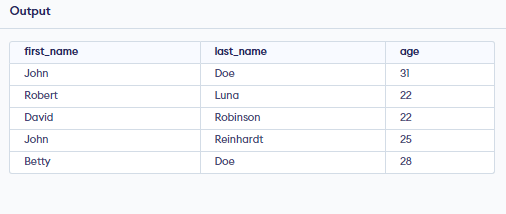 Output
first_name last_name age
John Doe 31
Robert Luna 22
David Robinson 22
John Reinhardt 25
Betty Doe 28